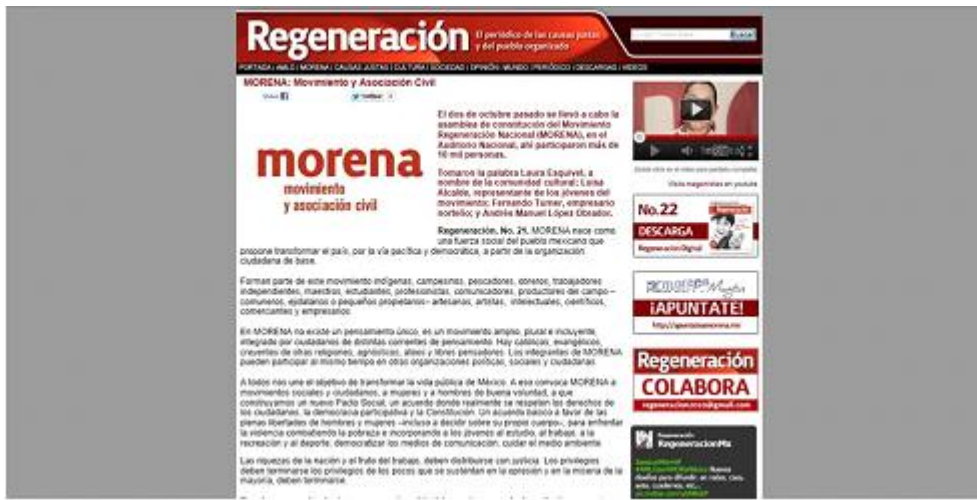 Regeneración
El periódico de las causas justas
y del pueblo organizado
Buscar
PORTADA | AMLO | MORENA | CAUSAS JUSTAS | CULTURA | SOCIEDAD | OPINIÓN | MUNDO | PERIÓDICO | DESCARGAS | VIDEOS
MORENA: Movimiento y Asociación Civil
morena
movimiento
y asociación civil
El dos de octubre pasado se llevó a cabo la
asamblea de constitución del Movimiento
Regeneración Nacional (MORENA), en el
Auditorio Nacional, ahí participaron más de
10 mil personas.
Tomaron la palabra Laura Esquivel, a
nombre de la comunidad cultural; Luisa
Alcalde, representante de los jóvenes del
movimiento; Fernando Turner, empresario
norteño; y Andrés Manuel López Obrador.
Regeneración, No. 21. MORENA nace como
una fuerza social del pueblo mexicano que
propone transformar el país, por la vía pacífica y democrática, a partir de la organización
ciudadana de base.
Forman parte de este movimiento indígenas, campesinos, pescadores, obreros, trabajadores
independientes, maestros, estudiantes, profesionistas, comunicadores, productores del campo –
comuneros, ejidatarios o pequeños propietarios– artesanos, artistas, intelectuales, científicos,
comerciantes y empresarios.
En MORENA no existe un pensamiento único, es un movimiento amplio, plural e incluyente,
integrado por ciudadanos de distintas corrientes de pensamiento. Hay católicos, evangélicos,
creyentes de otras religiones, agnósticos, ateos y libres pensadores. Los integrantes de MORENA
pueden participar al mismo tiempo en otras organizaciones políticas, sociales y ciudadanas.
A todos nos une el objetivo de transformar la vida pública de México. A eso convoca MORENA a
movimientos sociales y ciudadanos, a mujeres y a hombres de buena voluntad, a que
construyamos un nuevo Pacto Social, un acuerdo donde realmente se respeten los derechos de
los ciudadanos, la democracia participativa y la Constitución. Un acuerdo básico a favor de las
plenas libertades de hombres y mujeres –incluso a decidir sobre su propio cuerpo–, para enfrentar
la violencia combatiendo la pobreza e incorporando a los jóvenes al estudio, al trabajo, a la
recreación y al deporte, democratizar los medios de comunicación, cuidar el medio ambiente.
Las riquezas de la nación y el fruto del trabajo, deben distribuirse con justicia. Los privilegios
deben terminarse los privilegios de los pocos que se sustentan en la opresión y en la miseria de la
mayoría, deben terminarse.
No.22
DESCARGA
Regeneración Digital
¡APUNTATE!
Regeneración
COLABORA
Regeneración
RegeneracionMx